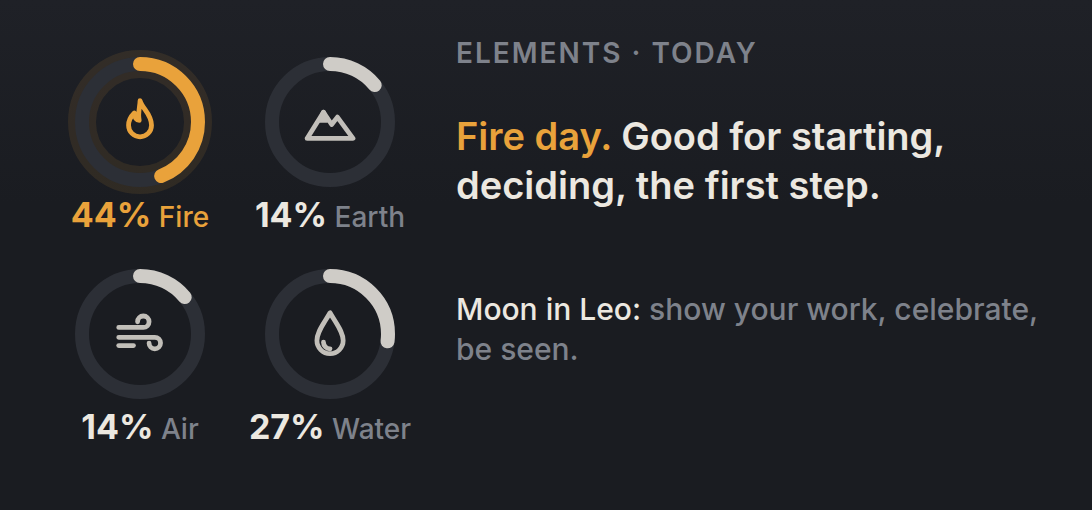 ELEMENTS · TODAY
Fire day. Good for starting,
deciding, the first step.
Moon in Leo: show your work, celebrate,
be seen.
44% Fire
14% Earth
14% Air
27% Water